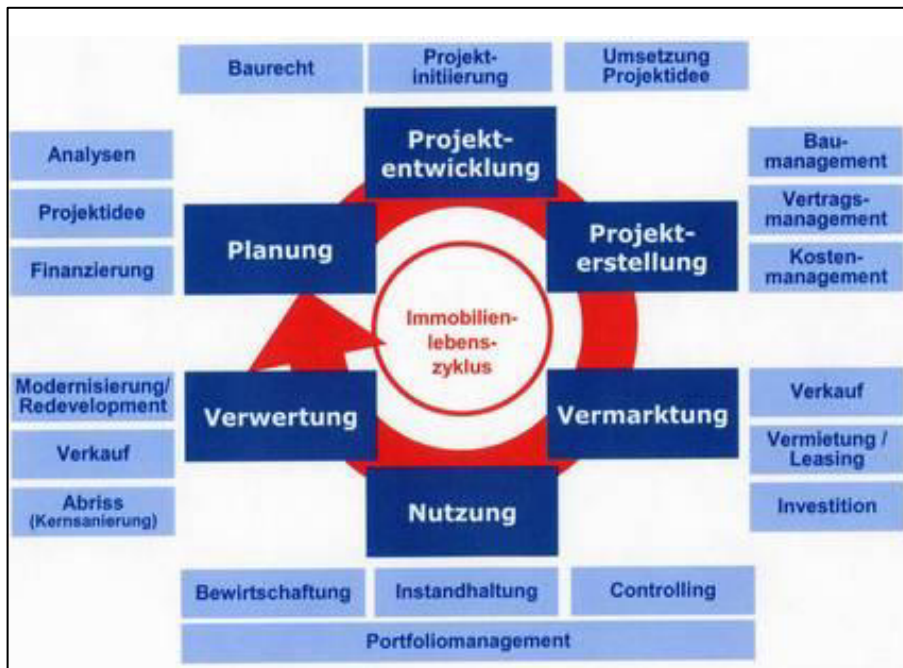 Baurecht
Projekt-
initiierung
Umsetzung
Projektidee
Analysen
Projektidee
Finanzierung
Projekt-
entwicklung
Planung
Projekt-
erstellung
Bau-
management
Vertrags-
management
Kosten-
management
Immobilien-
lebens-
zyklus
Modernisierung/
Redevelopment
Verkauf
Abriss
(Kernsanierung)
Verwertung
Vermarktung
Nutzung
Verkauf
Vermietung /
Leasing
Investition
Bewirtschaftung
Instandhaltung
Controlling
Portfoliomanagement